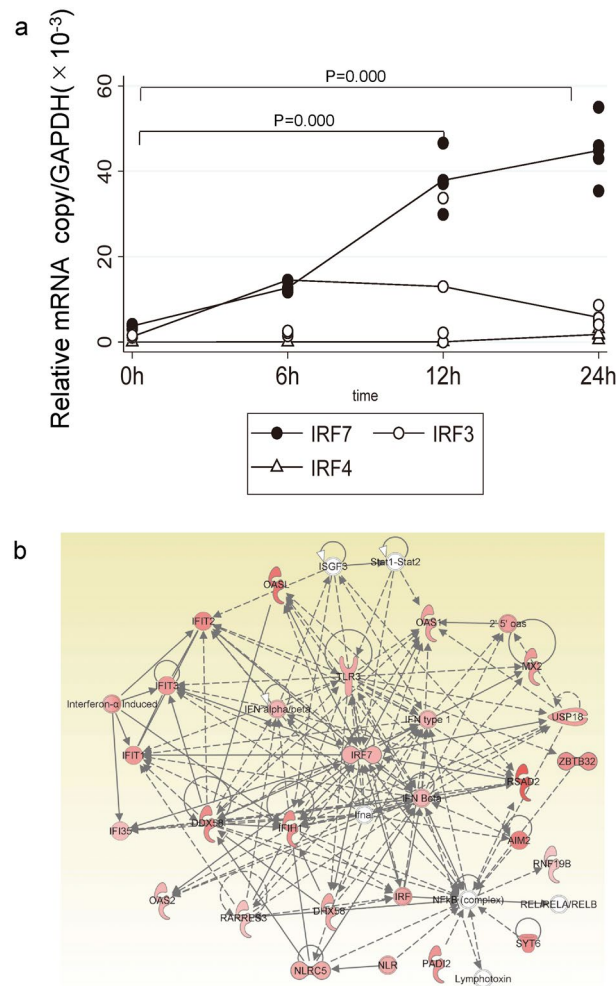 a
Relative mRNA copy/GAPDH( × 10-3)
P=0.000
P=0.000
60
40
20
0
0h
6h
12h
24h
time
IRF7
IRF3
IRF4
b
ISGF3
Stat1-Stat2
OASL
IFIT2
OAS1
2' 5' oas
TLR3
MX2
IFIT3
Interferon-α induced
IFN alpha/beta
IFN type 1
USP18
IFIT1
IRF7
ZBTB32
RSAD2
IFN Beta
Ifnar
IFI35
DDX58
IFIH1
AIM2
RNF19B
OAS2
RARRES3
DHX58
IRF
NFkB (complex)
REL/RELA/RELB
SYT6
NLRC5
NLR
PADI2
Lymphotoxin